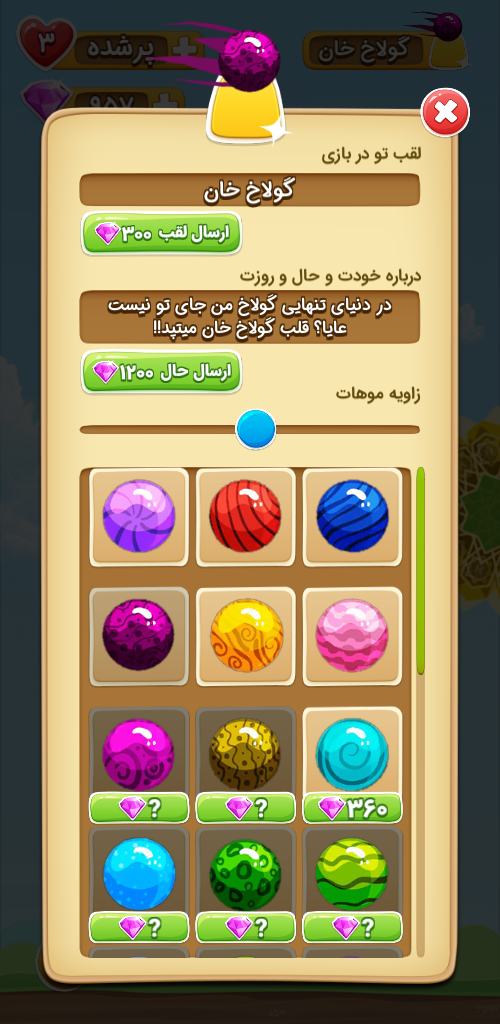 ۳
پرشده
گولاخ خان
۹۵۷
لقب تو در بازی
گولاخ خان
ارسال لقب ۳۰۰
درباره خودت و حال و روزت
در دنیای تنهایی گولاخ من جای تو نیست
عایا؟ قلب گولاخ خان میتپد!!
ارسال حال ۱۲۰۰
زاویه موهات
۳۶۰
?
?
?
?
?